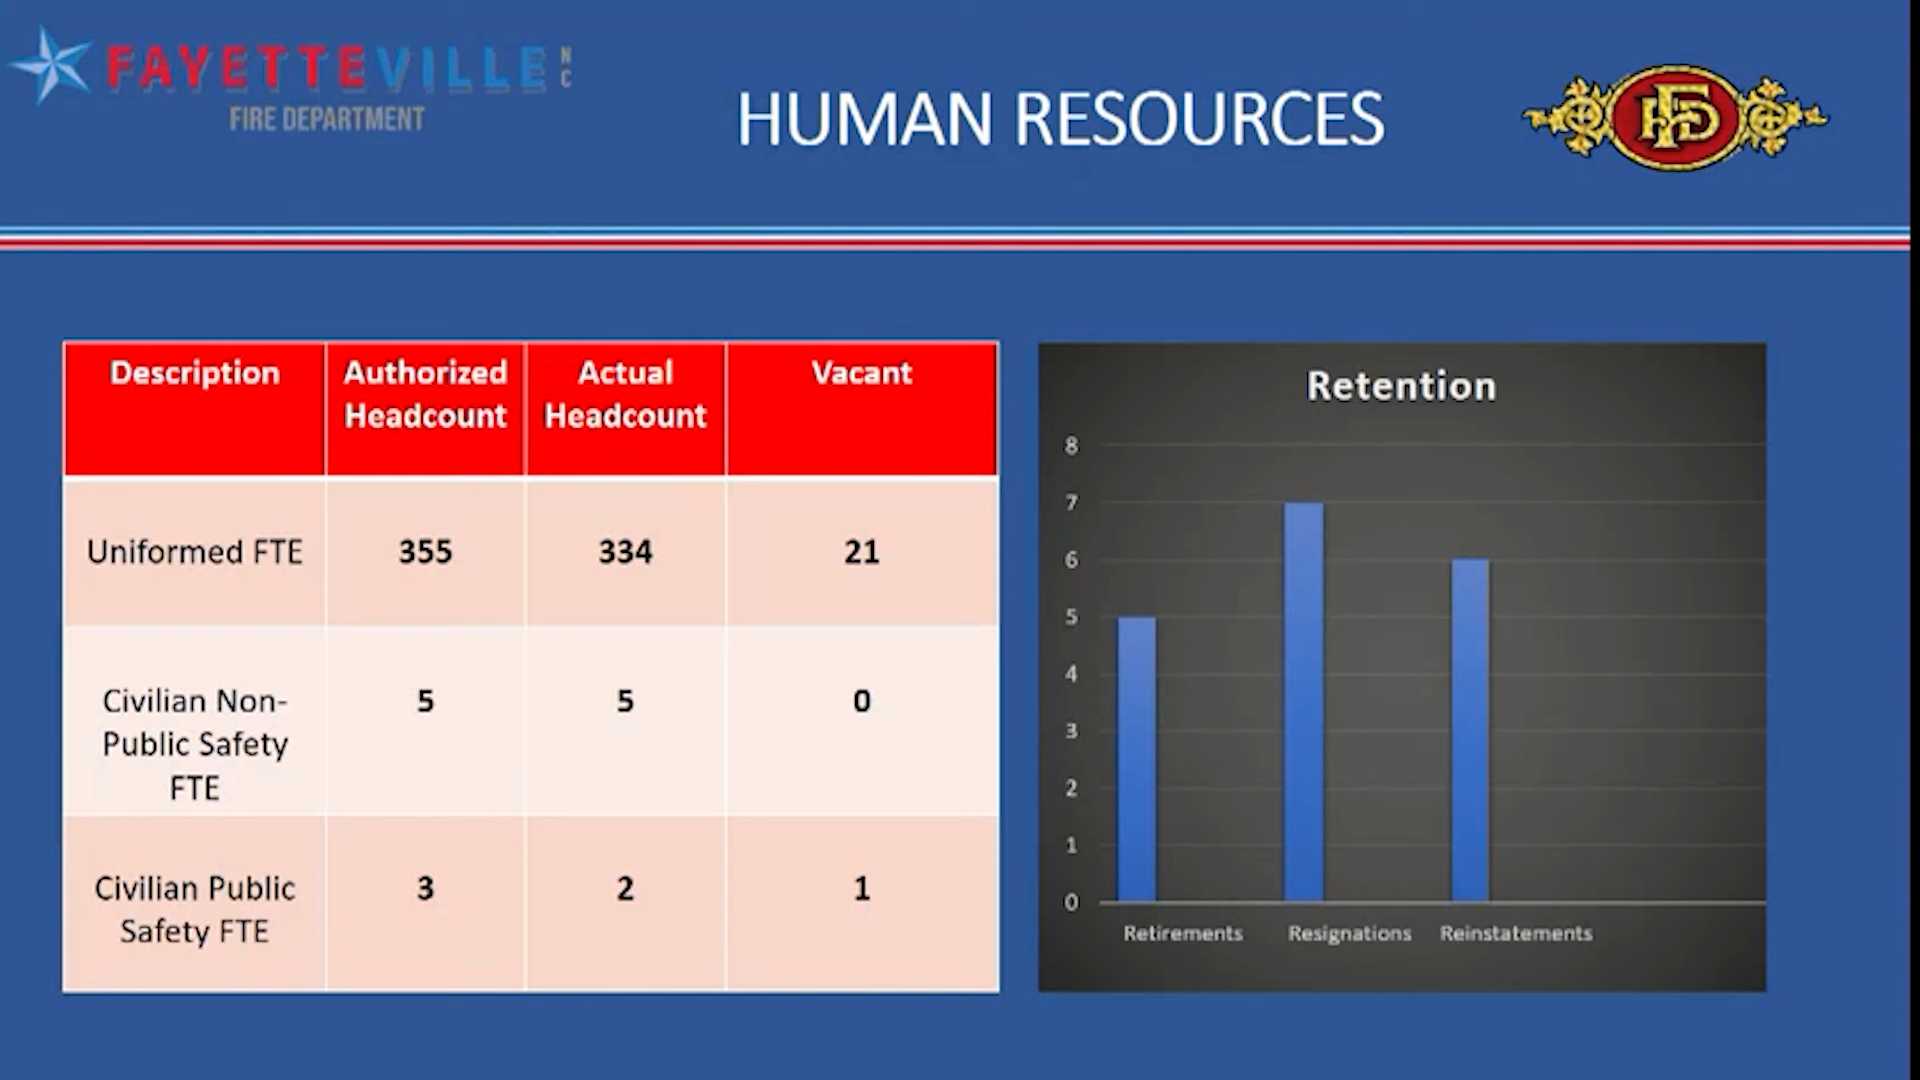 FAYETTEVILLE NC
FIRE DEPARTMENT
HUMAN RESOURCES
FFD
Description
Authorized
Headcount
Actual
Headcount
Vacant
Uniformed FTE
355
334
21
Civilian Non-
Public Safety
FTE
5
5
0
Civilian Public
Safety FTE
3
2
1
Retention
8
7
6
5
4
3
2
1
0
Retirements
Resignations
Reinstatements